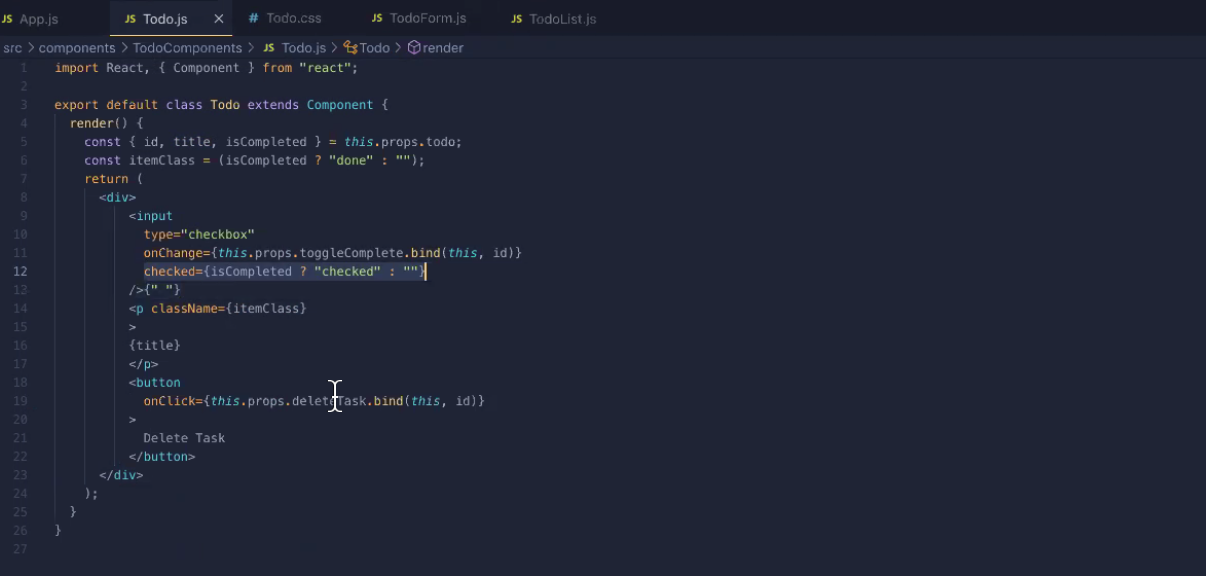 JS App.js JS Todo.js × # Todo.css JS TodoForm.js JS TodoList.js
src > components > TodoComponents > JS Todo.js > Todo > render
1 import React, { Component } from "react";
2
3 export default class Todo extends Component {
4 render() {
5 const { id, title, isCompleted } = this.props.todo;
6 const itemClass = (isCompleted ? "done" : "");
7 return (
8 <div>
9 <input
10 type="checkbox"
11 onChange={this.props.toggleComplete.bind(this, id)}
12 checked={isCompleted ? "checked" : ""}
12 />{" "}
14 <p className={itemClass}
15 >
16 {title}
17 </p>
18 <button
19 onClick={this.props.deleteTask.bind(this, id)}
20 >
21 Delete Task
22 </button>
23 </div>
24 );
25 }
26 }
27